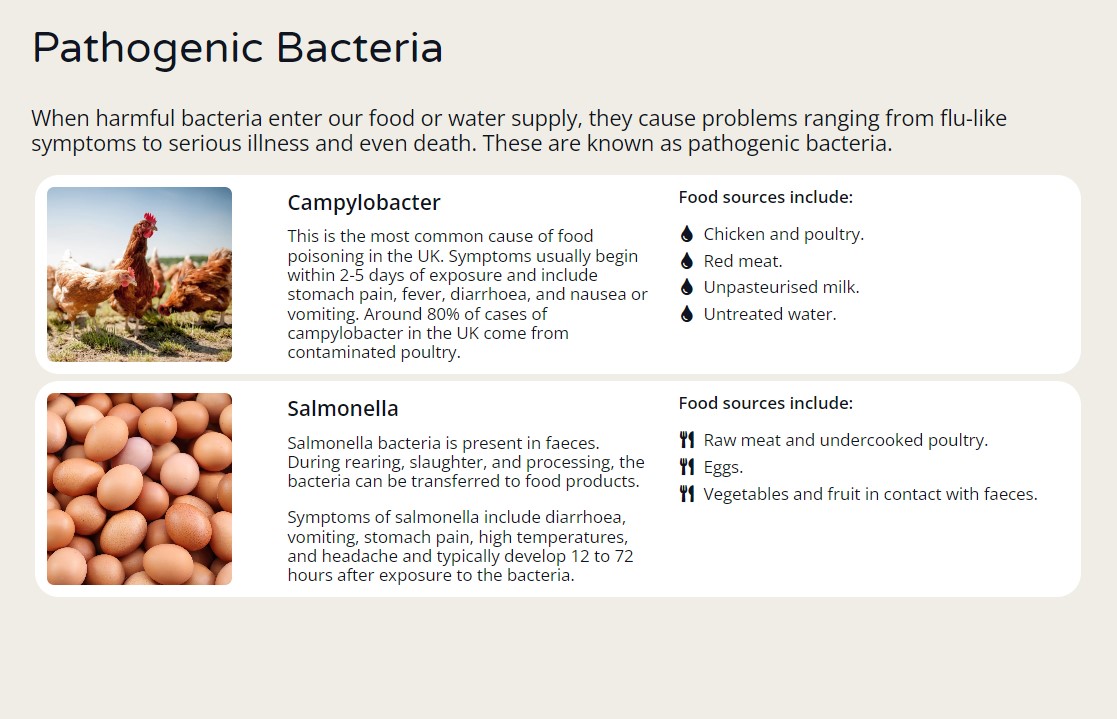 Pathogenic Bacteria
When harmful bacteria enter our food or water supply, they cause problems ranging from flu-like
symptoms to serious illness and even death. These are known as pathogenic bacteria.
Campylobacter
This is the most common cause of food
poisoning in the UK. Symptoms usually begin
within 2-5 days of exposure and include
stomach pain, fever, diarrhoea, and nausea or
vomiting. Around 80% of cases of
campylobacter in the UK come from
contaminated poultry.
Food sources include:
Chicken and poultry.
Red meat.
Unpasteurised milk.
Untreated water.
Salmonella
Salmonella bacteria is present in faeces.
During rearing, slaughter, and processing, the
bacteria can be transferred to food products.
Symptoms of salmonella include diarrhoea,
vomiting, stomach pain, high temperatures,
and headache and typically develop 12 to 72
hours after exposure to the bacteria.
Food sources include:
Raw meat and undercooked poultry.
Eggs.
Vegetables and fruit in contact with faeces.